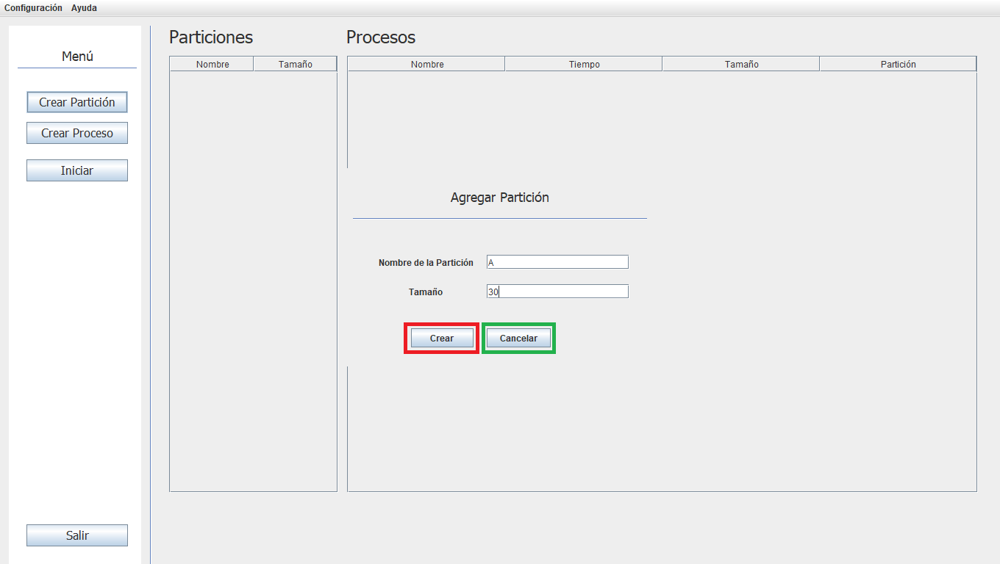 Configuración Ayuda
Menú
Crear Partición
Crear Proceso
Iniciar
Salir
Particiones
Nombre Tamaño
Procesos
Nombre Tiempo Tamaño Partición
Agregar Partición
Nombre de la Partición A
Tamaño 30
Crear Cancelar